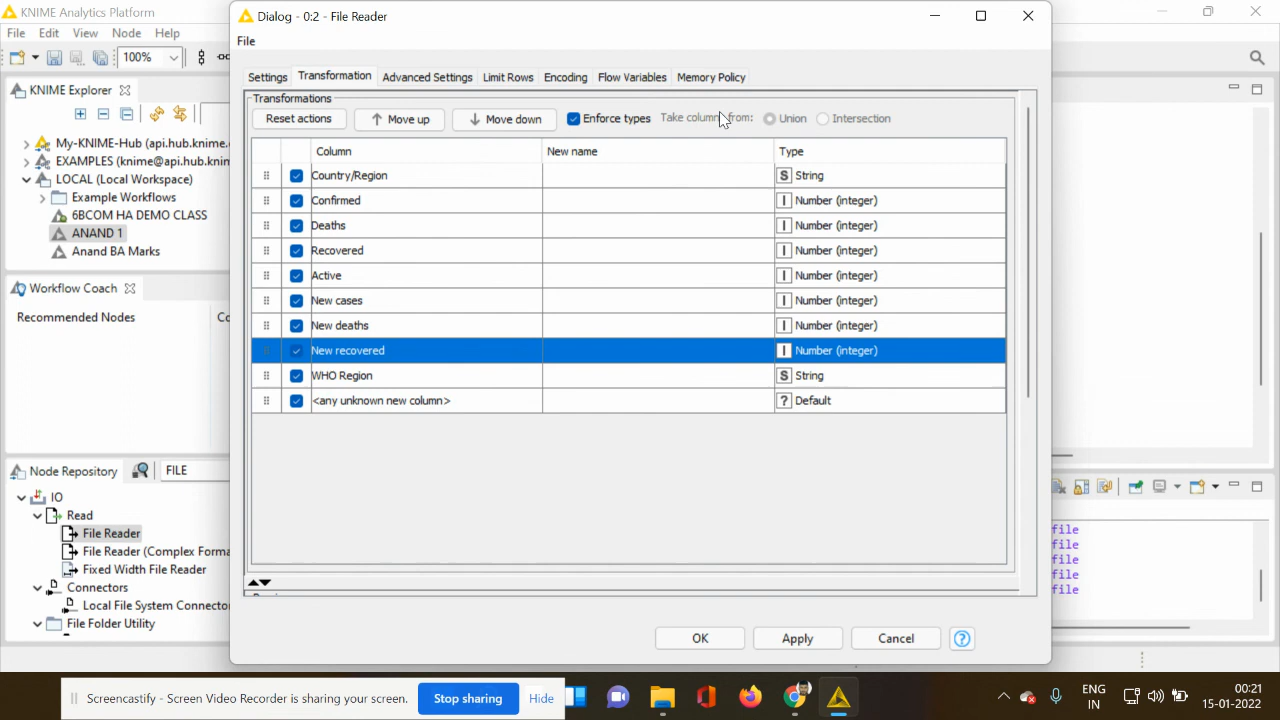 KNIME Analytics Platform
File Edit View Node Help
100%
KNIME Explorer
My-KNIME-Hub (api.hub.knime.
EXAMPLES (knime@api.hub.knim
LOCAL (Local Workspace)
Example Workflows
6BCOM HA DEMO CLASS
ANAND 1
Anand BA Marks
Workflow Coach
Recommended Nodes Co
Node Repository FILE
IO
Read
File Reader
File Reader (Complex Forma
Fixed Width File Reader
Connectors
Local File System Connector
File Folder Utility
Dialog - 0:2 - File Reader
File
Settings Transformation Advanced Settings Limit Rows Encoding Flow Variables Memory Policy
Transformations
Reset actions Move up Move down Enforce types Take columns from: Union Intersection
Column New name Type
Country/Region S String
Confirmed I Number (integer)
Deaths I Number (integer)
Recovered I Number (integer)
Active I Number (integer)
New cases I Number (integer)
New deaths I Number (integer)
New recovered I Number (integer)
WHO Region S String
<any unknown new column> ? Default
OK Apply Cancel ?
file
file
file
file
file
Screencastify - Screen Video Recorder is sharing your screen. Stop sharing Hide
ENG
IN
00:21
15-01-2022